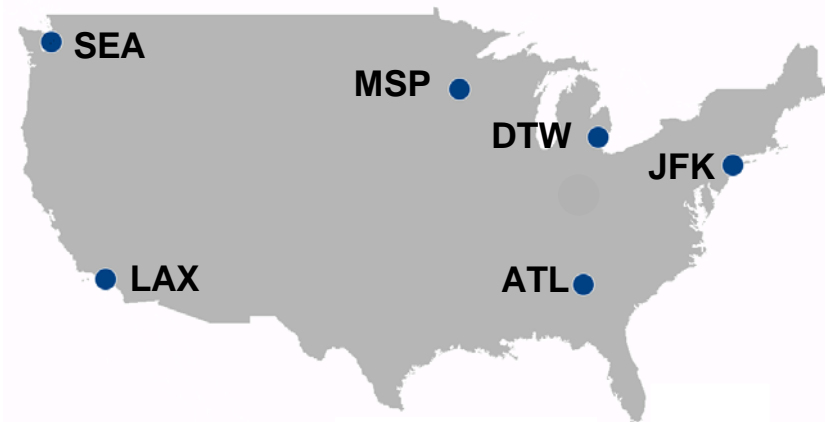 SEA
MSP
DTW
JFK
LAX
ATL